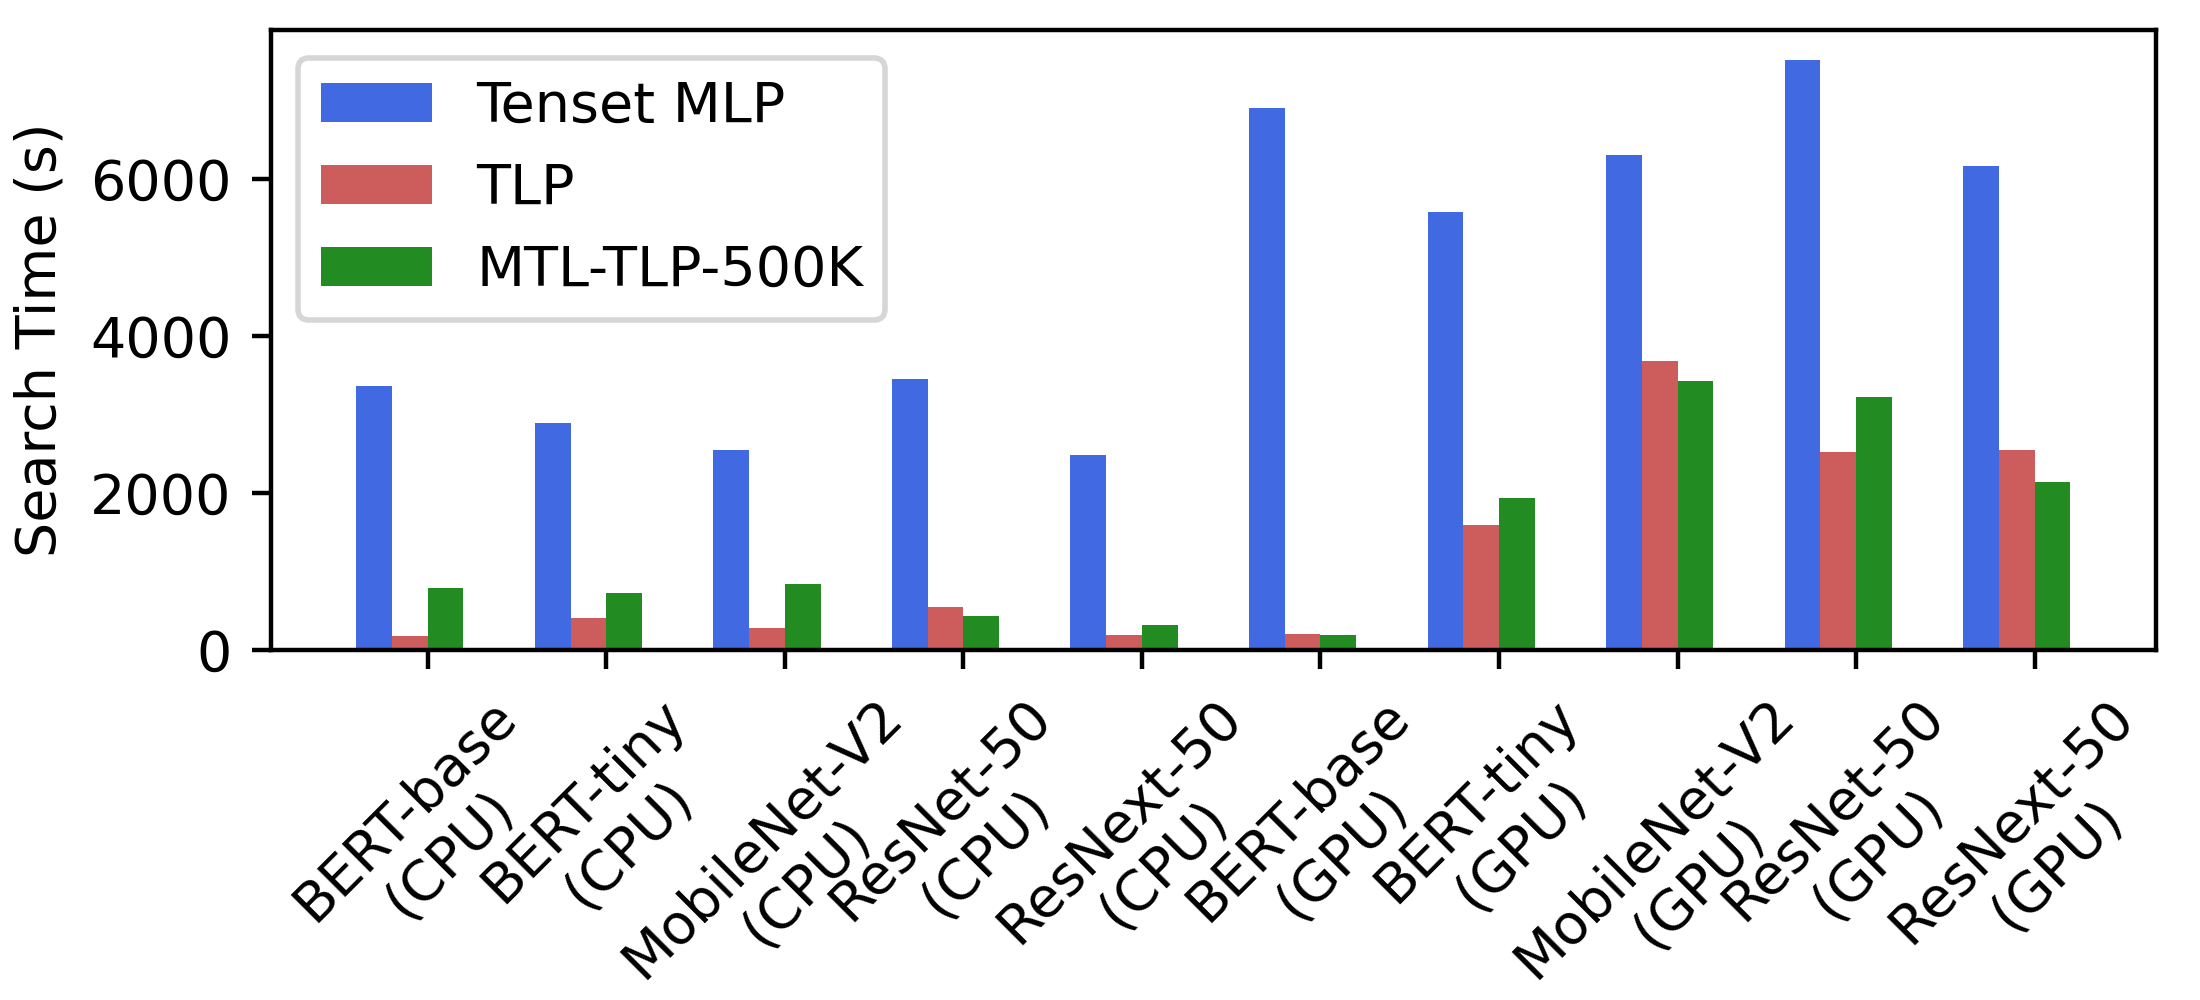 Tenset MLP
TLP
MTL-TLP-500K
Search Time (s)
6000
4000
2000
0
BERT-base
(CPU)
BERT-tiny
(CPU)
MobileNet-V2
(CPU)
ResNet-50
(CPU)
ResNext-50
(CPU)
BERT-base
(GPU)
BERT-tiny
(GPU)
MobileNet-V2
(GPU)
ResNet-50
(GPU)
ResNext-50
(GPU)